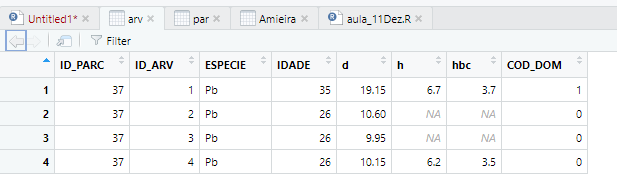 Untitled1* arv par Amieira aula_11Dez.R
Filter
ID_PARC ID_ARV ESPECIE IDADE d h hbc COD_DOM
1 37 1 Pb 35 19.15 6.7 3.7 1
2 37 2 Pb 26 10.60 NA NA 0
3 37 3 Pb 26 9.95 NA NA 0
4 37 4 Pb 26 10.15 6.2 3.5 0